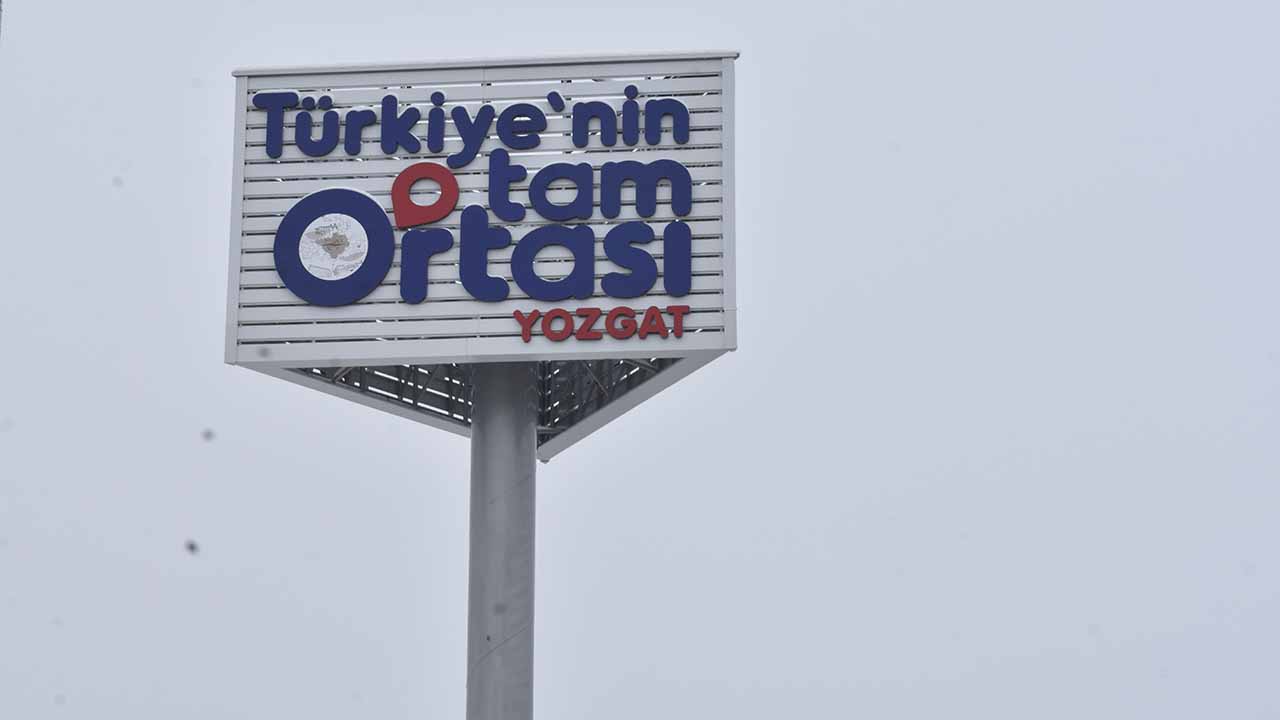 Türkiye'nin
tam
Ortası
YOZGAT